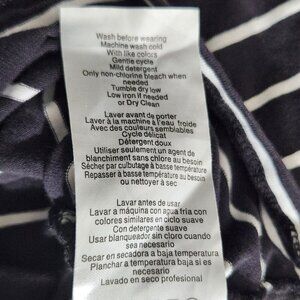 Wash before wearing
Machine wash cold
With like colors
Gentle cycle
Mild detergent
Only non-chlorine bleach when
needed
Tumble dry low
Low iron if needed
or Dry Clean
Lavar avant de porter
Laver à la machine à l'eau froide
Avec des couleurs semblables
Cycle délicat
Détergent doux
Utiliser seulement un agent de
blanchiment sans chlore au besoin
Sécher par culbutage à basse température
Repasser à basse température au besoin
ou nettoyer à sec
Lavar antes de usar
Lavar a máquina con agua fria con
colores similares en ciclo suave
Con detergente suave
Usar blanqueador sin cloro cuando
sea necesario
Secar en secadora a baja temperatura
Planchar a temperatura baja si es
necesario
Lavado en seco profesional